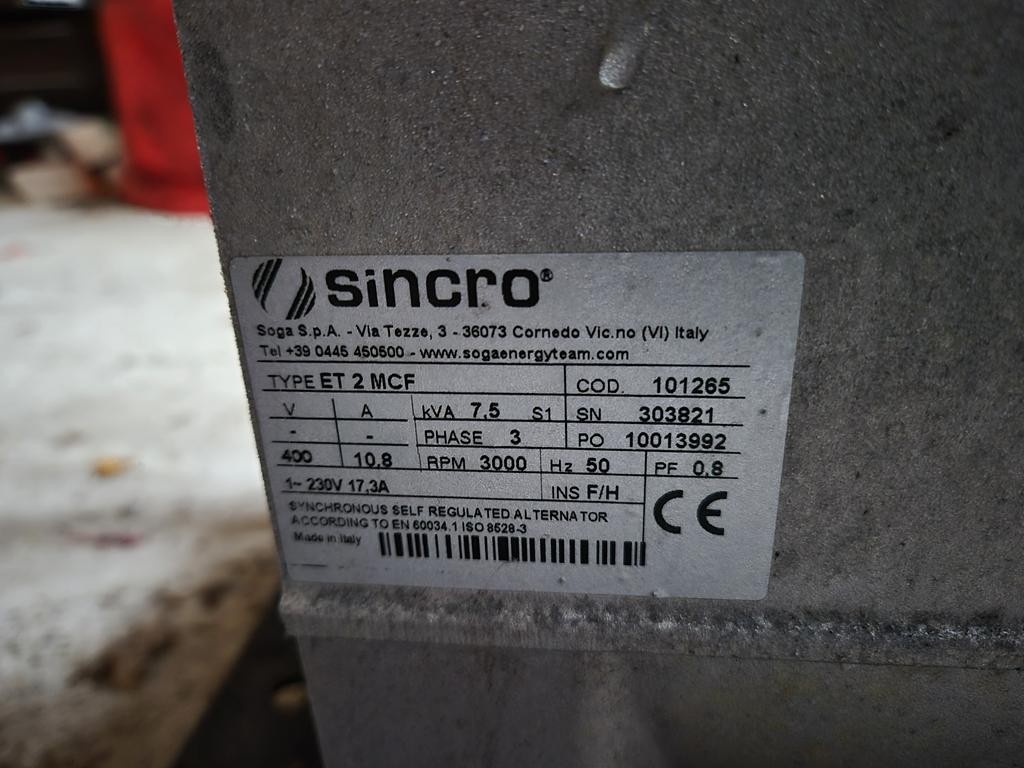 sincro®
Soga S.p.A. - Via Tezze, 3 - 36073 Cornedo Vic.no (VI) Italy
Tel +39 0445 450500 - www.sogaenergyteam.com
TYPE ET 2 MCF COD. 101265
V A kVA 7,5 S1 SN 303821
- - PHASE 3 PO 10013992
400 10,8 RPM 3000 Hz 50 PF 0,8
1~ 230V 17,3A INS F/H
SYNCHRONOUS SELF REGULATED ALTERNATOR
ACCORDING TO EN 60034.1 ISO 8528-3
Made in Italy
CE